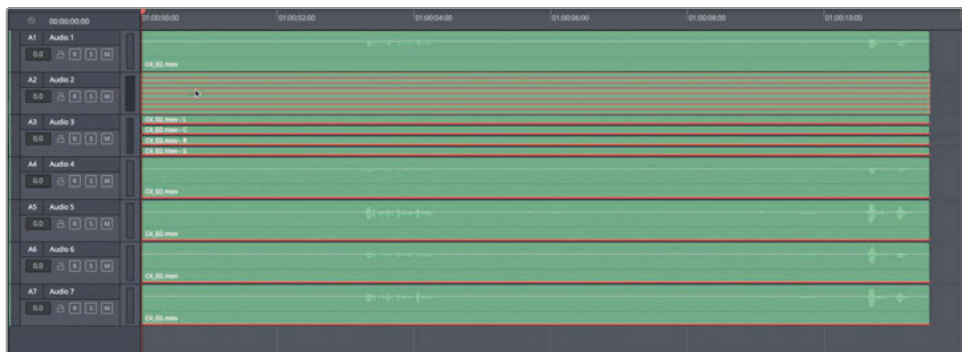 00:00:00:00 01:00:00:00 01:00:02:00 01:00:04:00 01:00:06:00 01:00:08:00 01:00:10:00
A1 Audio 1
0.0 R S M
C4_02.mov
A2 Audio 2
0.0 R S M
A3 Audio 3
C4_02.mov - L
C4_02.mov - C
0.0 R S M
C4_02.mov - R
C4_02.mov - S
A4 Audio 4
0.0 R S M
C4_02.mov
A5 Audio 5
0.0 R S M
C4_02.mov
A6 Audio 6
0.0 R S M
C4_02.mov
A7 Audio 7
0.0 R S M
C4_02.mov